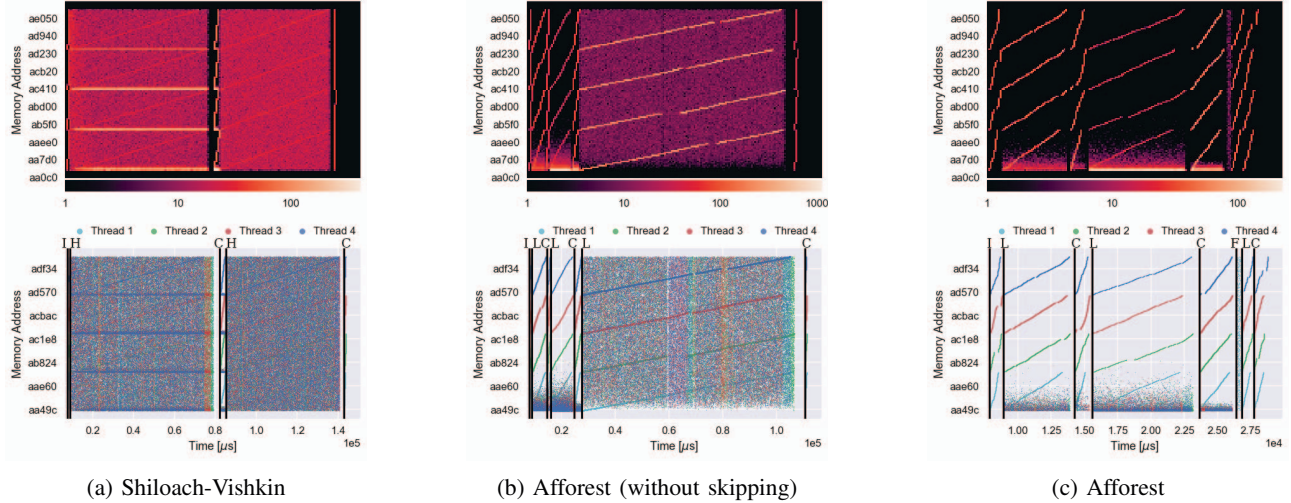 Memory Address
ae050
ad940
ad230
acb20
ac410
abd00
ab5f0
aaee0
aa7d0
aa0c0
1 10 100
Thread 1 Thread 2 Thread 3 Thread 4
I H C H C
Memory Address
adf34
ad570
acbac
ac1e8
ab824
aae60
aa49c
0.2 0.4 0.6 0.8 1.0 1.2 1.4
1e5
Time [µs]
(a) Shiloach-Vishkin
Memory Address
ae050
ad940
ad230
acb20
ac410
abd00
ab5f0
aaee0
aa7d0
aa0c0
1 10 100 1000
Thread 1 Thread 2 Thread 3 Thread 4
I L C L C L C
Memory Address
adf34
ad570
acbac
ac1e8
ab824
aae60
aa49c
0.2 0.4 0.6 0.8 1.0
1e5
Time [µs]
(b) Afforest (without skipping)
Memory Address
ae050
ad940
ad230
acb20
ac410
abd00
ab5f0
aaee0
aa7d0
aa0c0
1 10 100
Thread 1 Thread 2 Thread 3 Thread 4
I L C L C F L C
Memory Address
adf34
ad570
acbac
ac1e8
ab824
aae60
aa49c
1.00 1.25 1.50 1.75 2.00 2.25 2.50 2.75
1e4
Time [µs]
(c) Afforest